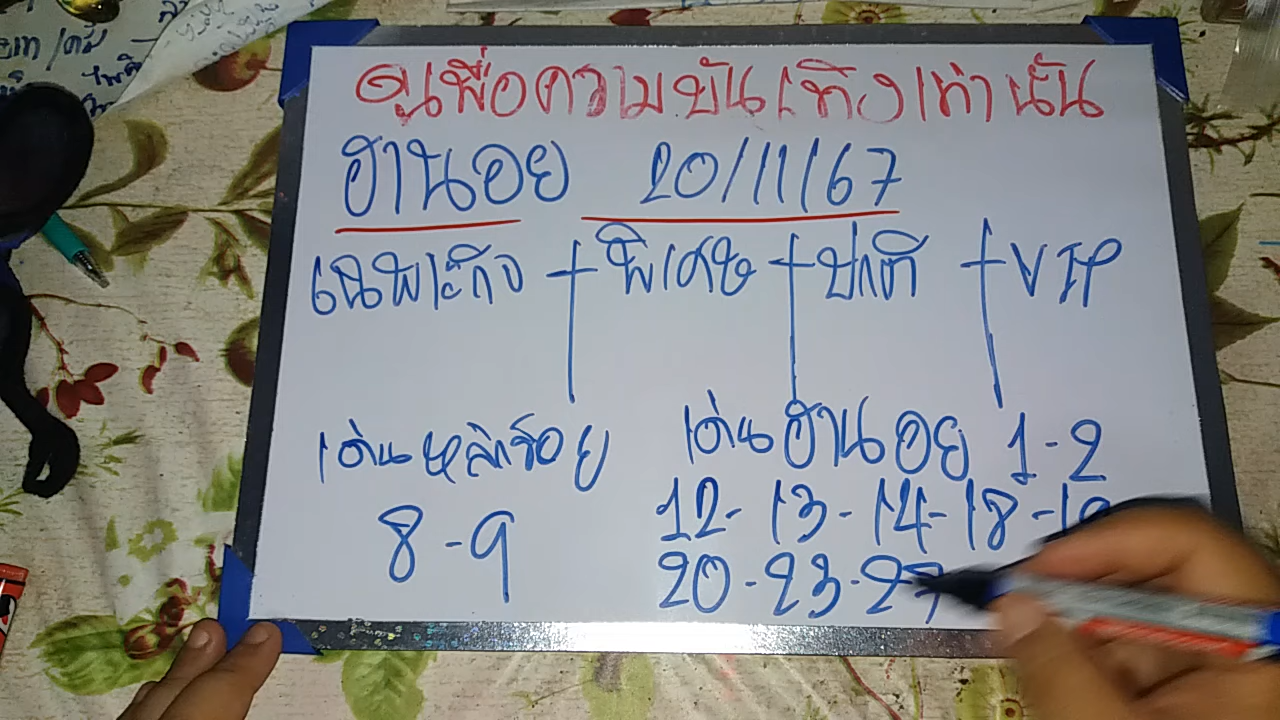 ดูเพื่อความบันเทิงเท่านั้น
ฮานอย 20/11/67
เฉพาะกิจ + พิเศษ + ปกติ + VIP
เด่นหลักร้อย
8-9
เด่นฮานอย 1-2
12-13-14-18-
20-23-27